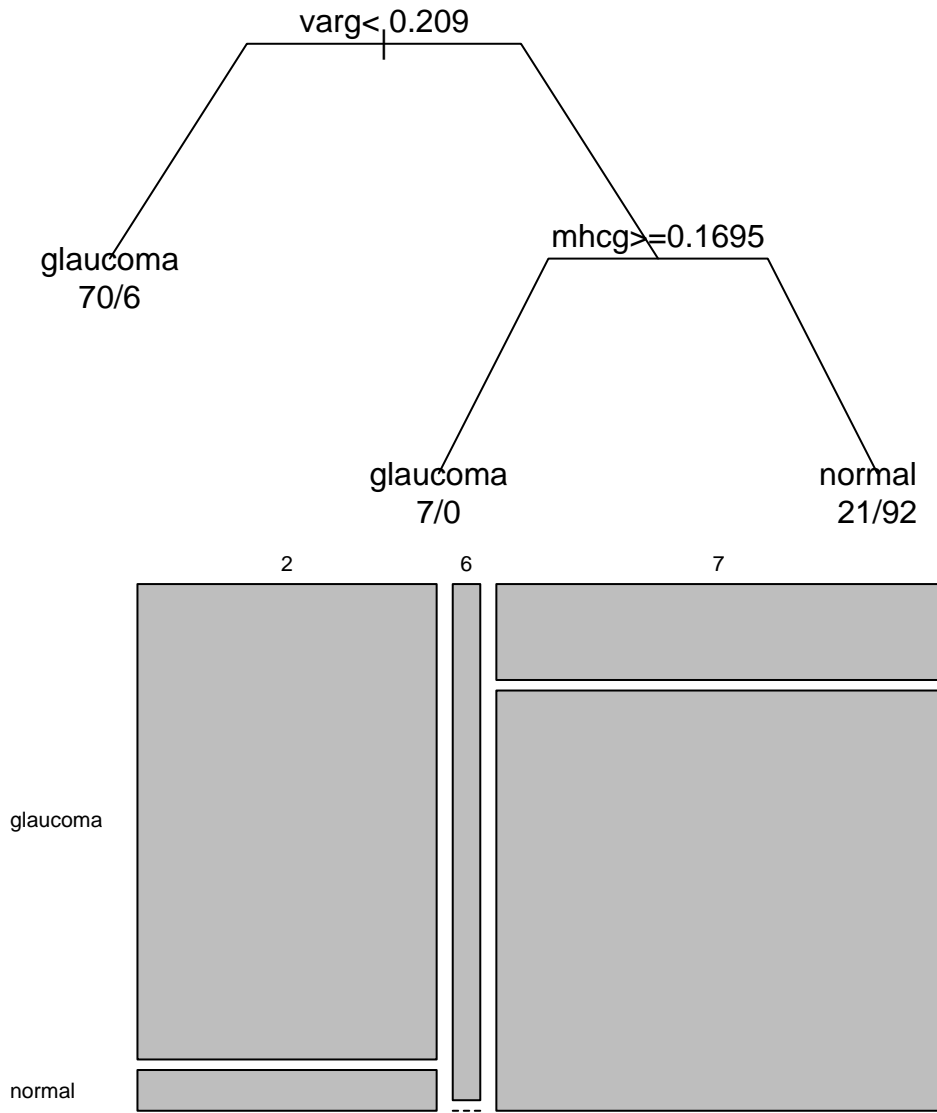 varg< 0.209
mhcg>=0.1695
glaucoma
70/6
glaucoma
7/0
normal
21/92
2 6 7
glaucoma
normal